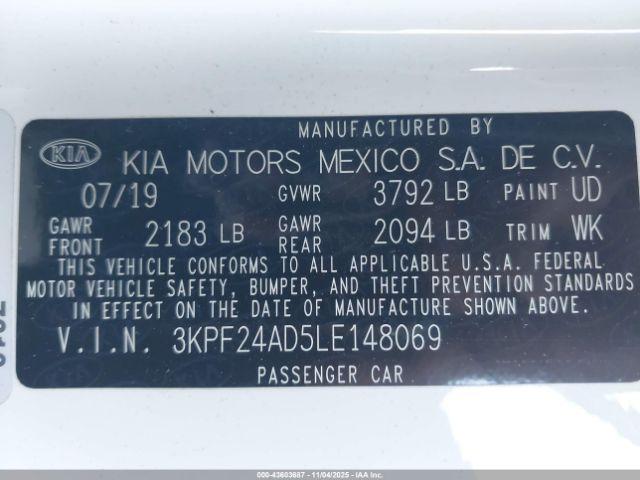 MANUFACTURED BY
KIA KIA MOTORS MEXICO S.A. DE C.V.
07/19 GVWR 3792 LB PAINT UD
GAWR FRONT 2183 LB GAWR REAR 2094 LB TRIM WK
THIS VEHICLE CONFORMS TO ALL APPLICABLE U.S.A. FEDERAL
MOTOR VEHICLE SAFETY, BUMPER, AND THEFT PREVENTION STANDARDS
IN EFFECT ON THE DATE OF MANUFACTURE SHOWN ABOVE.
V.I.N. 3KPF24AD5LE148069
PASSENGER CAR
000-43603687 - 11/04/2025 - IAAI.COM